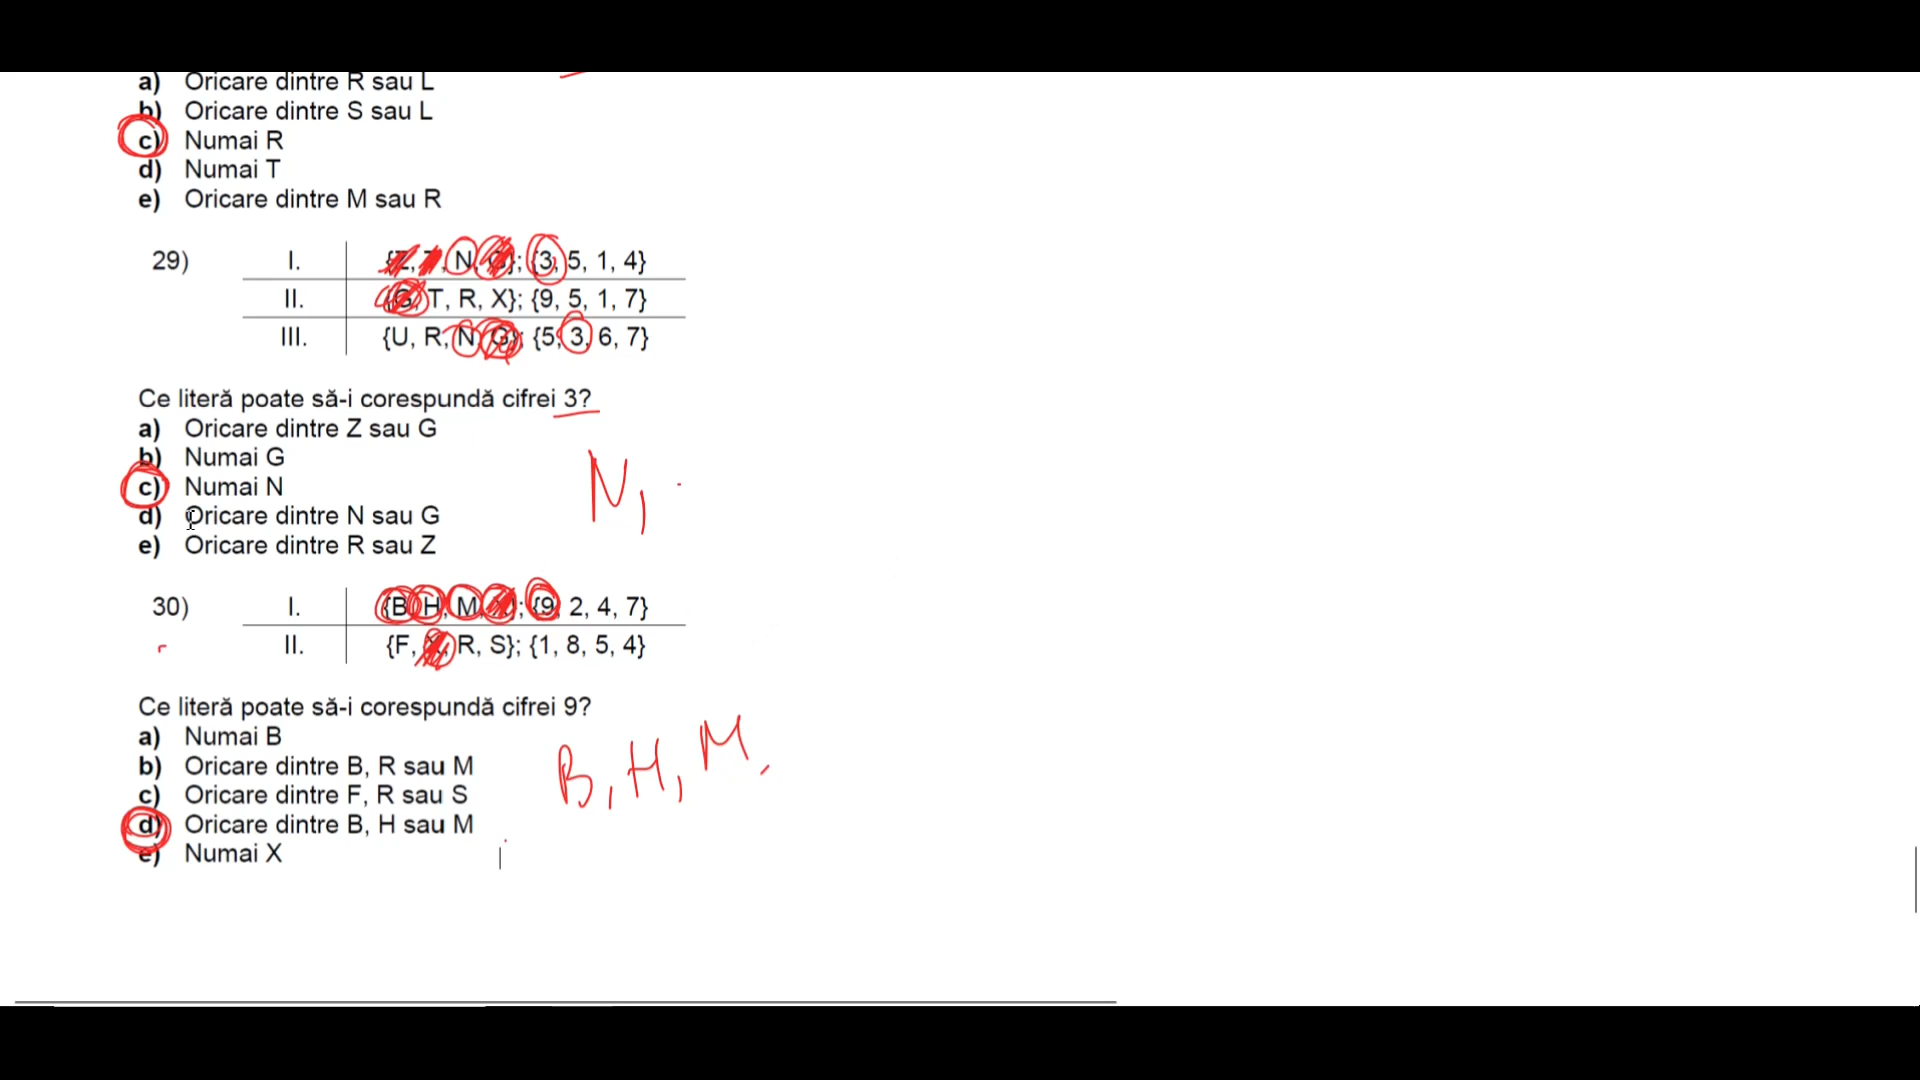 a) Oricare dintre R sau L
b) Oricare dintre S sau L
c) Numai R
d) Numai T
e) Oricare dintre M sau R
29) I. {Z, T, N, G}; {3, 5, 1, 4}
II. {G, T, R, X}; {9, 5, 1, 7}
III. {U, R, N, G}; {5, 3, 6, 7}
Ce literă poate să-i corespundă cifrei 3?
a) Oricare dintre Z sau G
b) Numai G
c) Numai N
d) Oricare dintre N sau G
e) Oricare dintre R sau Z
N,
30) I. {B, H, M, X}; {9, 2, 4, 7}
II. {F, X, R, S}; {1, 8, 5, 4}
Ce literă poate să-i corespundă cifrei 9?
a) Numai B
b) Oricare dintre B, R sau M
c) Oricare dintre F, R sau S
d) Oricare dintre B, H sau M
e) Numai X
B, H, M